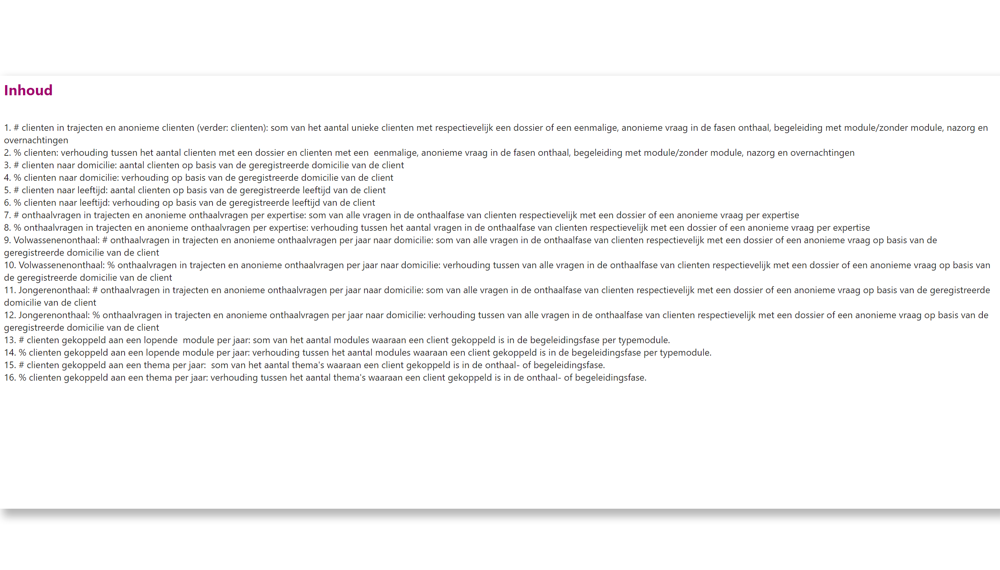 Inhoud
1. # clienten in trajecten en anonieme clienten (verder: clienten): som van het aantal unieke clienten met respectievelijk een dossier of een eenmalige, anonieme vraag in de fasen onthaal, begeleiding met module/zonder module, nazorg en
overnachtingen
2. % clienten: verhouding tussen het aantal clienten met een dossier en clienten met een  eenmalige, anonieme vraag in de fasen onthaal, begeleiding met module/zonder module, nazorg en overnachtingen
3. # clienten naar domicilie: aantal clienten op basis van de geregistreerde domicilie van de client
4. % clienten naar domicilie: verhouding op basis van de geregistreerde domicilie van de client
5. # clienten naar leeftijd: aantal clienten op basis van de geregistreerde leeftijd van de client
6. % clienten naar leeftijd: verhouding op basis van de geregistreerde leeftijd van de client
7. # onthaalvragen in trajecten en anonieme onthaalvragen per expertise: som van alle vragen in de onthaalfase van clienten respectievelijk met een dossier of een anonieme vraag per expertise
8. % onthaalvragen in trajecten en anonieme onthaalvragen per expertise: verhouding tussen het aantal vragen in de onthaalfase van clienten respectievelijk met een dossier of een anonieme vraag per expertise
9. Volwassenenonthaal: # onthaalvragen in trajecten en anonieme onthaalvragen per jaar naar domicilie: som van alle vragen in de onthaalfase van clienten respectievelijk met een dossier of een anonieme vraag op basis van de
geregistreerde domicilie van de client
10. Volwassenenonthaal: % onthaalvragen in trajecten en anonieme onthaalvragen per jaar naar domicilie: verhouding tussen van alle vragen in de onthaalfase van clienten respectievelijk met een dossier of een anonieme vraag op basis van
de geregistreerde domicilie van de client
11. Jongerenonthaal: # onthaalvragen in trajecten en anonieme onthaalvragen per jaar naar domicilie: som van alle vragen in de onthaalfase van clienten respectievelijk met een dossier of een anonieme vraag op basis van de geregistreerde
domicilie van de client
12. Jongerenonthaal: % onthaalvragen in trajecten en anonieme onthaalvragen per jaar naar domicilie: verhouding tussen van alle vragen in de onthaalfase van clienten respectievelijk met een dossier of een anonieme vraag op basis van de
geregistreerde domicilie van de client
13. # clienten gekoppeld aan een lopende  module per jaar: som van het aantal modules waaraan een client gekoppeld is in de begeleidingsfase per typemodule.
14. % clienten gekoppeld aan een lopende module per jaar: verhouding tussen het aantal modules waaraan een client gekoppeld is in de begeleidingsfase per typemodule.
15. # clienten gekoppeld aan een thema per jaar:  som van het aantal thema's waaraan een client gekoppeld is in de onthaal- of begeleidingsfase.
16. % clienten gekoppeld aan een thema per jaar: verhouding tussen het aantal thema's waaraan een client gekoppeld is in de onthaal- of begeleidingsfase.